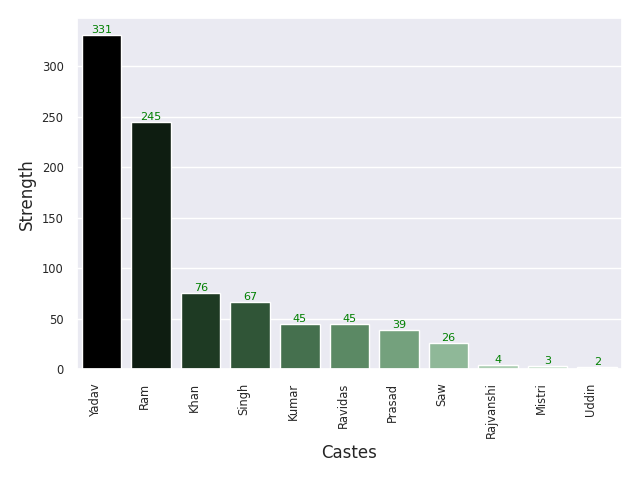 331
300
250
245
200
150
100
76
67
50
45
45
39
26
4
3
2
0
Strength
Yadav
Ram
Khan
Singh
Kumar
Ravidas
Prasad
Saw
Rajvanshi
Mistri
Uddin
Castes